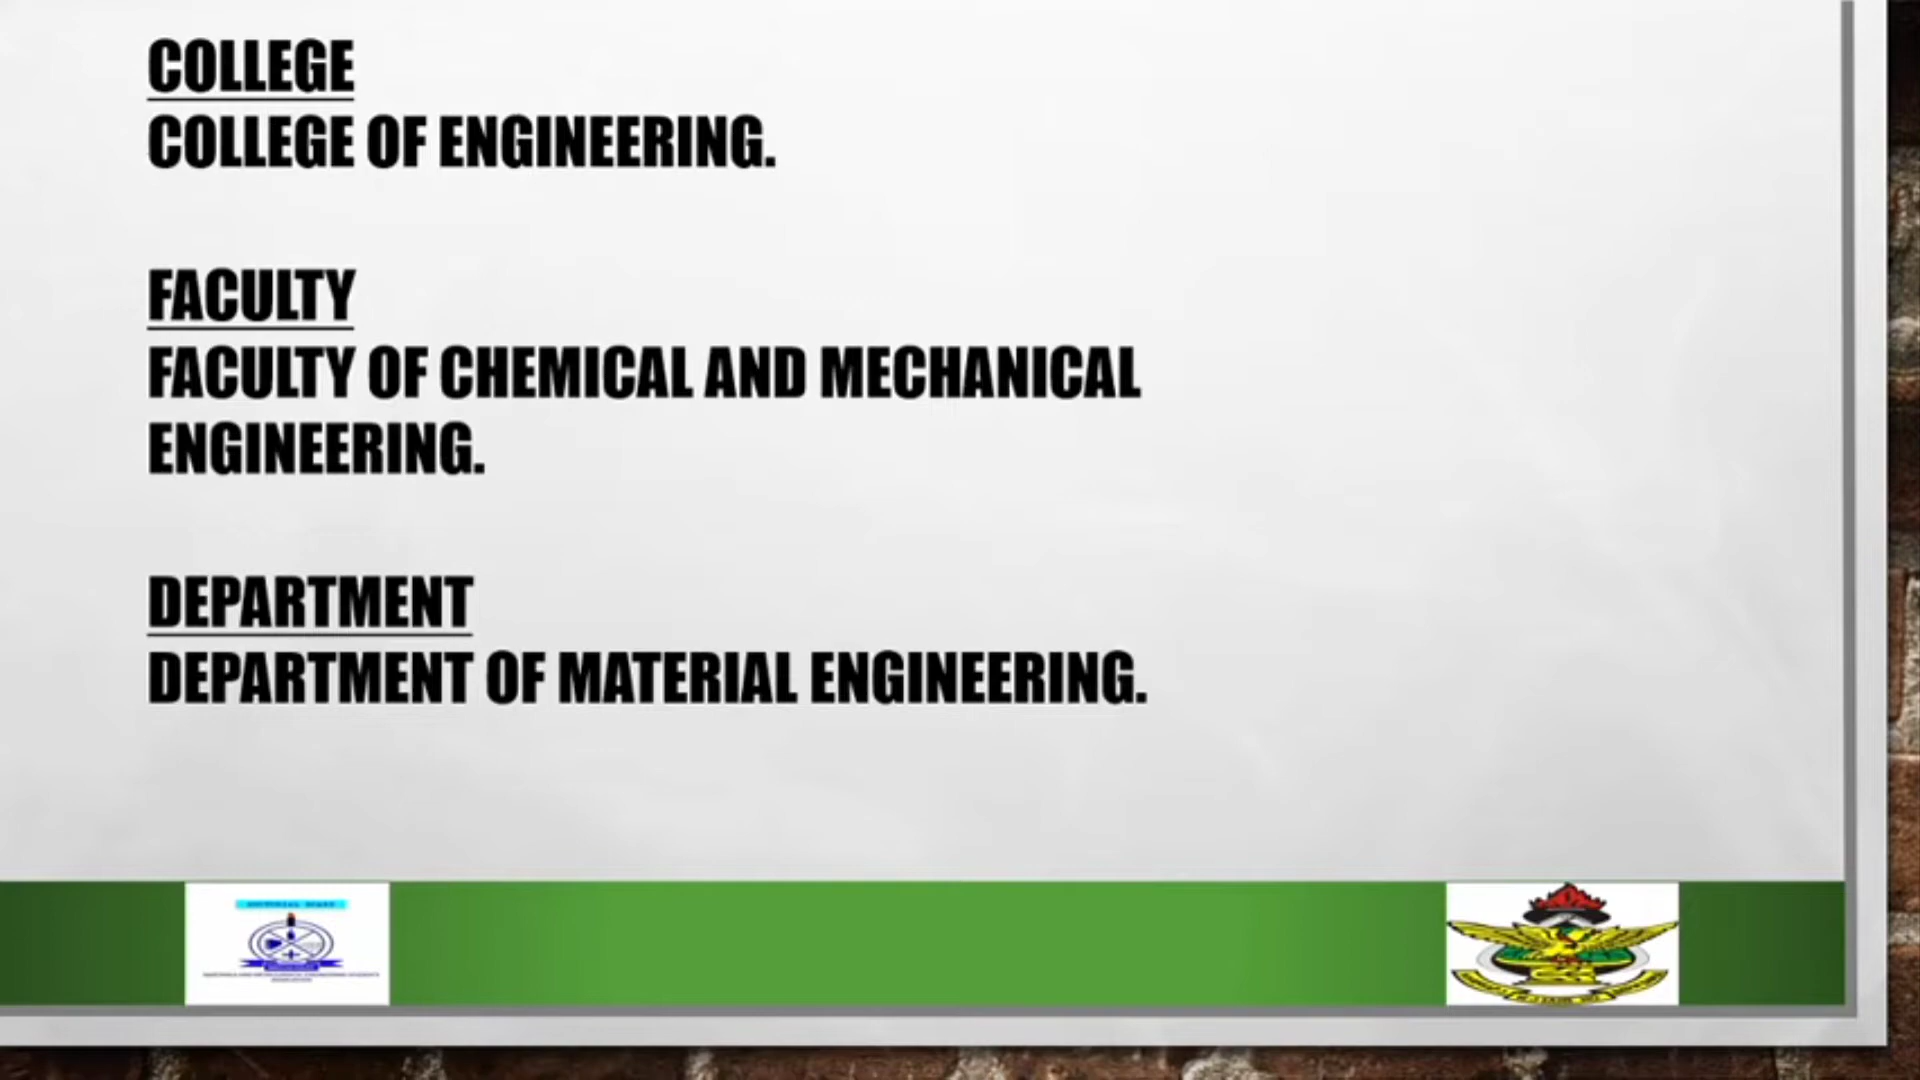 COLLEGE
COLLEGE OF ENGINEERING.
FACULTY
FACULTY OF CHEMICAL AND MECHANICAL
ENGINEERING.
DEPARTMENT
DEPARTMENT OF MATERIAL ENGINEERING.